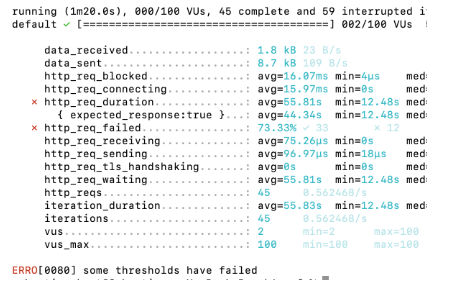 running (1m20.0s), 000/100 VUs, 45 complete and 59 interrupted
default ✓ [======================================] 002/100 VUs
data_received..................: 1.8 kB 23 B/s
data_sent......................: 8.7 kB 109 B/s
http_req_blocked...............: avg=16.07ms min=4µs med
http_req_connecting............: avg=15.97ms min=0s med
✗ http_req_duration..............: avg=55.81s min=12.48s med
{ expected_response:true }...: avg=44.34s min=12.48s med
✗ http_req_failed................: 73.33% ✓ 33 ✗ 12
http_req_receiving.............: avg=75.26µs min=0s med
http_req_sending...............: avg=96.97µs min=18µs med
http_req_tls_handshaking.......: avg=0s min=0s med
http_req_waiting...............: avg=55.81s min=12.48s med
http_reqs......................: 45 0.562468/s
iteration_duration.............: avg=55.83s min=12.48s med
iterations.....................: 45 0.562468/s
vus............................: 2 min=2 max=100
vus_max........................: 100 min=100 max=100
ERRO[0080] some thresholds have failed